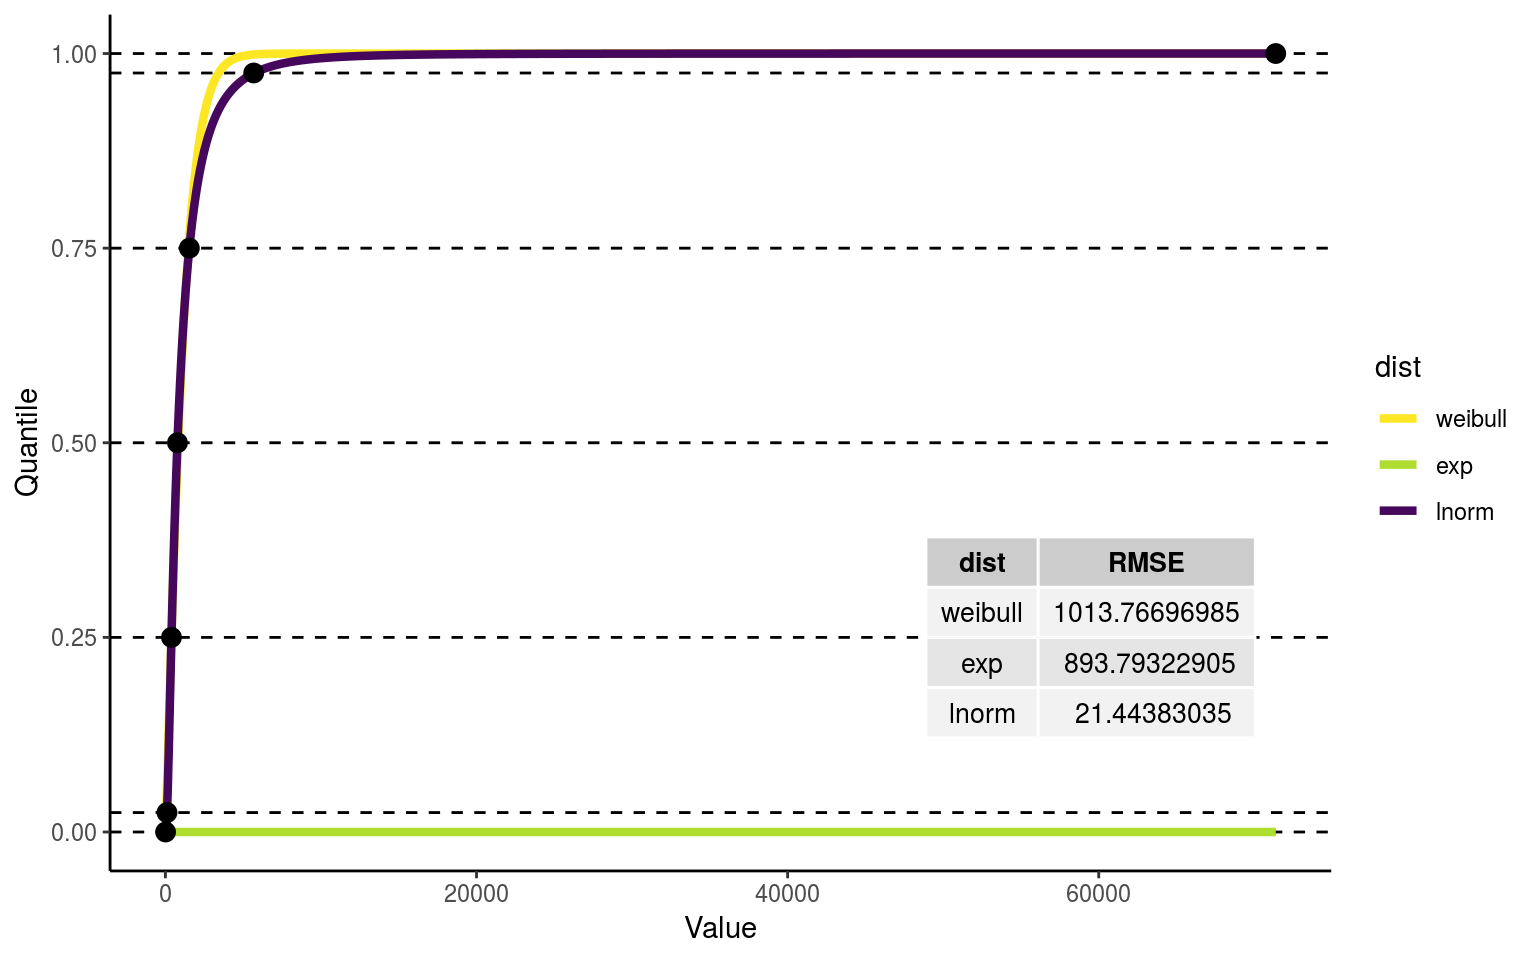 1.00
0.75
0.50
0.25
0.00
Quantile
0 20000 40000 60000
Value
dist
weibull
exp
lnorm
dist RMSE
weibull 1013.76696985
exp 893.79322905
lnorm 21.44383035